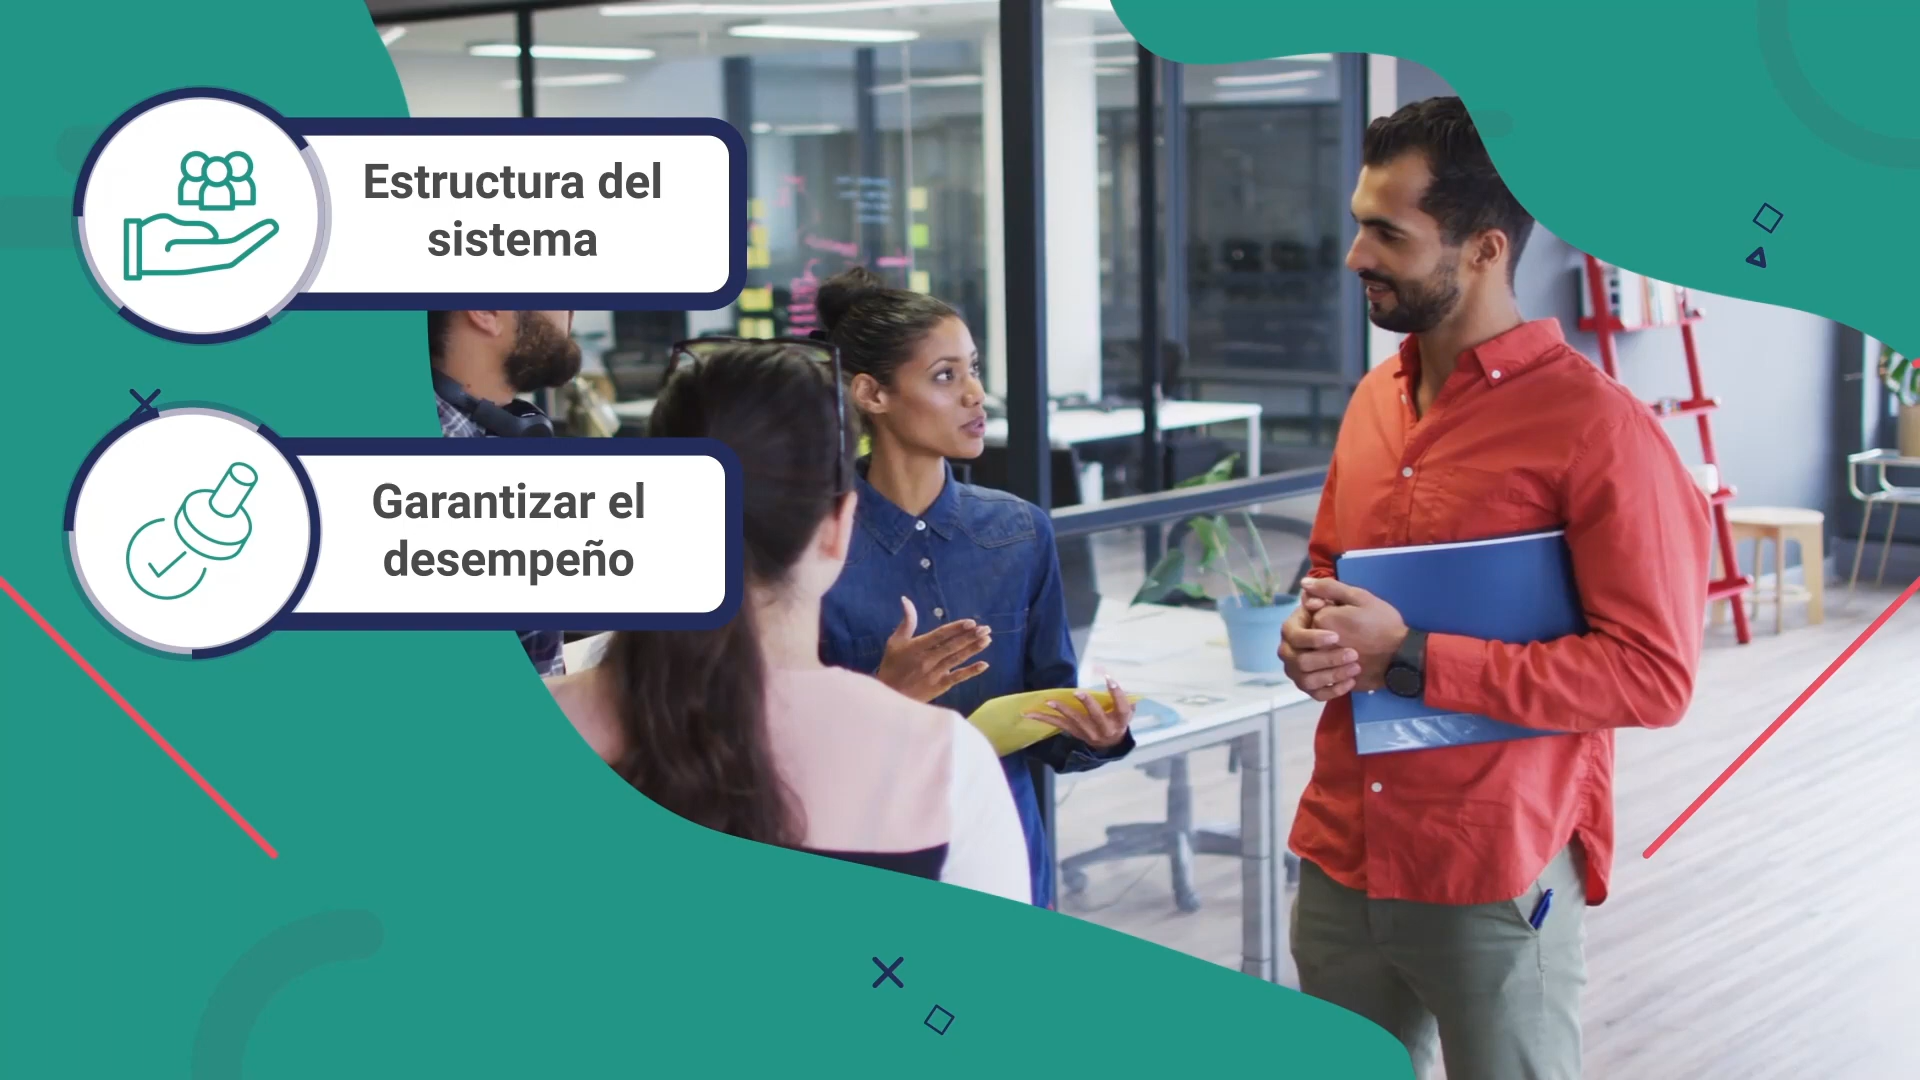 Estructura del
sistema
Garantizar el
desempeño